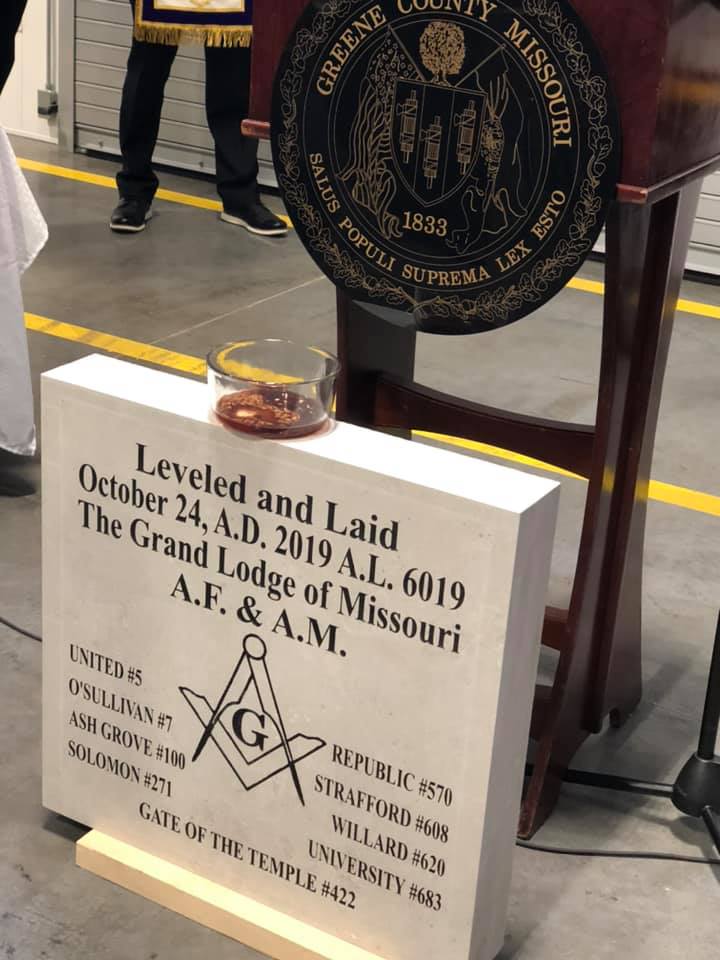 GREENE COUNTY MISSOURI
1833
SALUS POPULI SUPREMA LEX ESTO
Leveled and Laid
October 24, A.D. 2019 A.L. 6019
The Grand Lodge of Missouri
A.F. & A.M.
G
UNITED #5
O'SULLIVAN #7
ASH GROVE #100
SOLOMON #271
REPUBLIC #570
STRAFFORD #608
WILLARD #620
UNIVERSITY #683
GATE OF THE TEMPLE #422